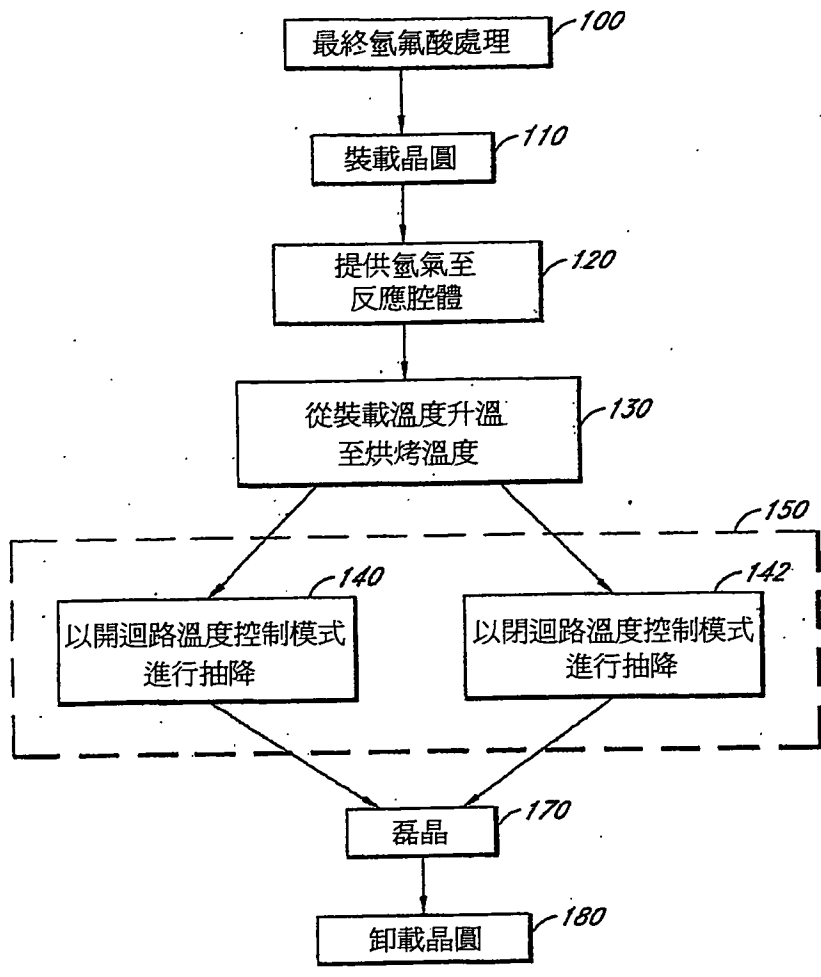 最終氫氟酸處理
100
裝載晶圓
110
提供氫氣至
反應腔體
120
從裝載溫度升溫
至烘烤溫度
130
150
140
以開迴路溫度控制模式
進行抽降
142
以閉迴路溫度控制模式
進行抽降
磊晶
170
卸載晶圓
180